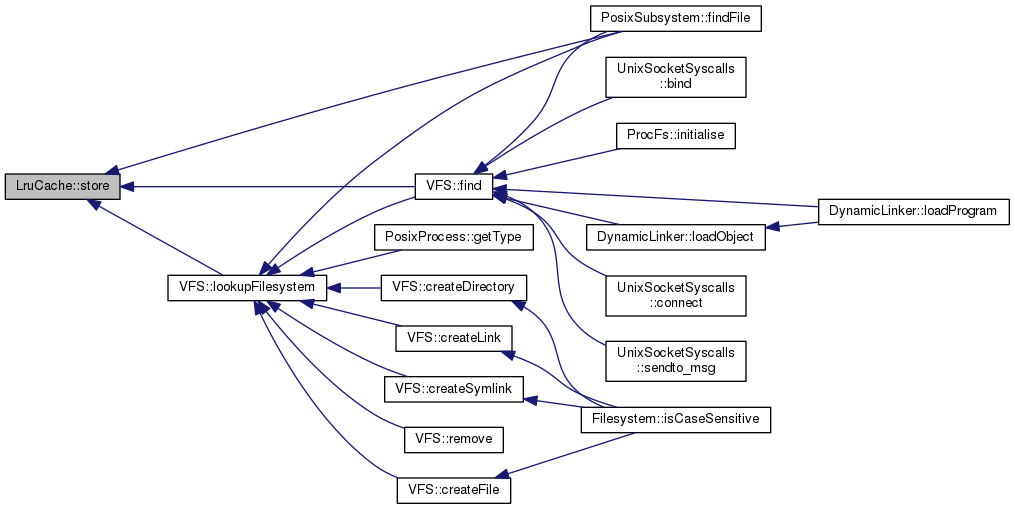 PosixSubsystem::findFile
UnixSocketSyscalls
::bind
ProcFs::initialise
LruCache::store
VFS::find
DynamicLinker::loadProgram
PosixProcess::getType
DynamicLinker::loadObject
VFS::lookupFilesystem
VFS::createDirectory
UnixSocketSyscalls
::connect
VFS::createLink
UnixSocketSyscalls
::sendto_msg
VFS::createSymlink
Filesystem::isCaseSensitive
VFS::remove
VFS::createFile